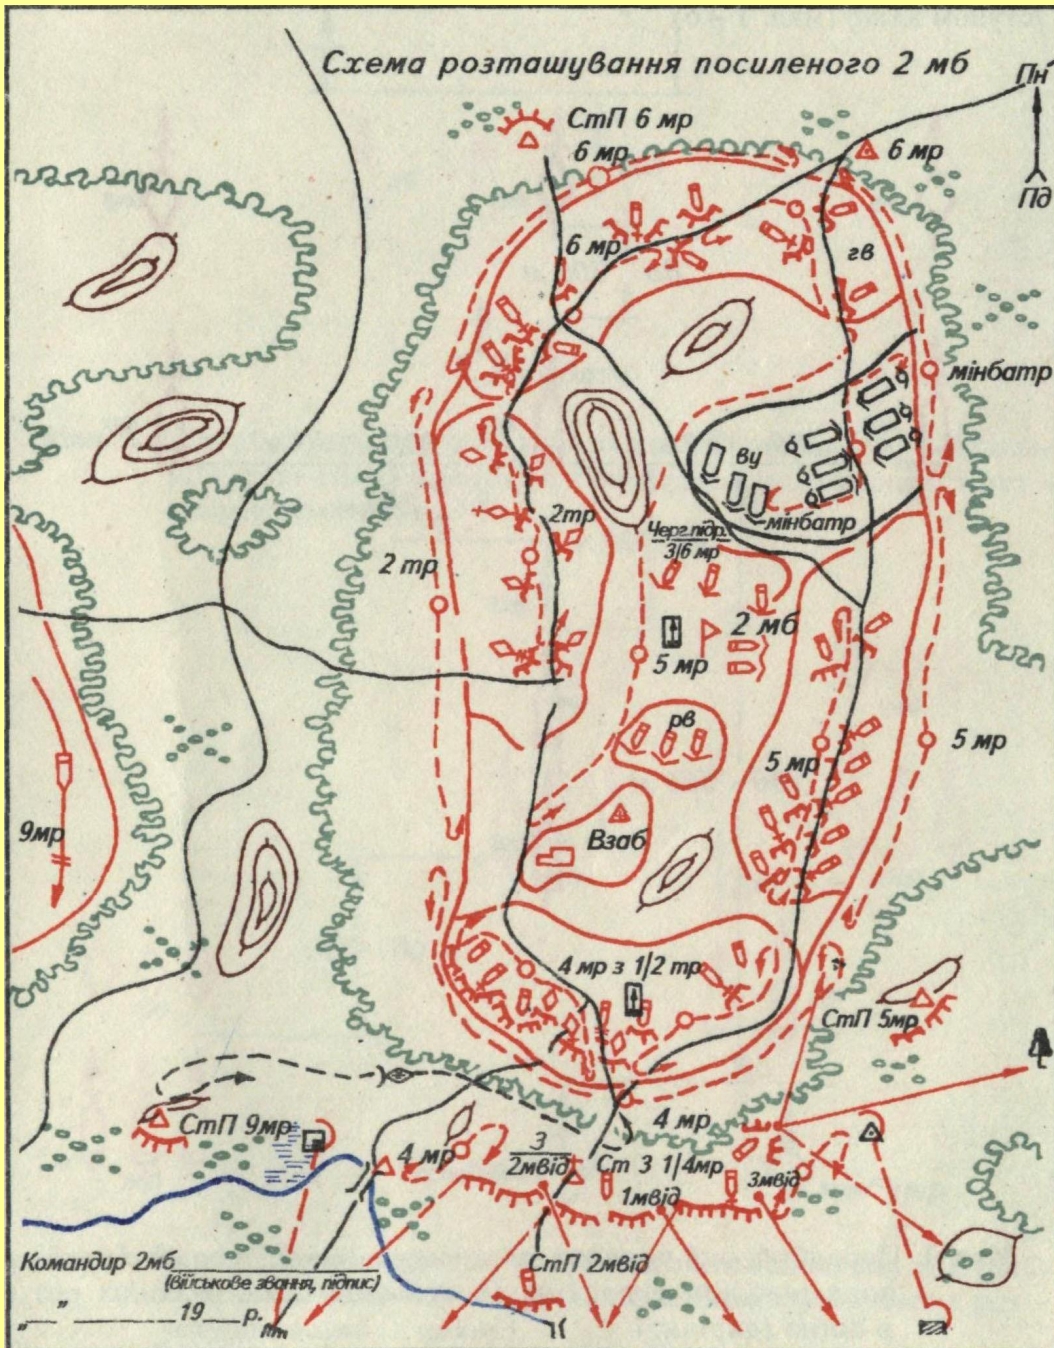 Схема розташування посиленого 2 мб
Пн
Пд
СтП 6 мр
6 мр
6 мр
6 мр
гв
мінбатр
ВУ
мінбатр
2тр
2 тр
Черг.підр.
3/6 мр
2 мб
5 мр
рв
5 мр
5 мр
9мр
Взаб
4 мр з 1/2 тр
СтП 5мр
СтП 9мр
4 мр
4 мр
3
2мвід
Ст З 1/4мр
1мвід
3мвід
СтП 2мвід
Командир 2мб
(військове звання, підпис)
„__" ________ 19__р.